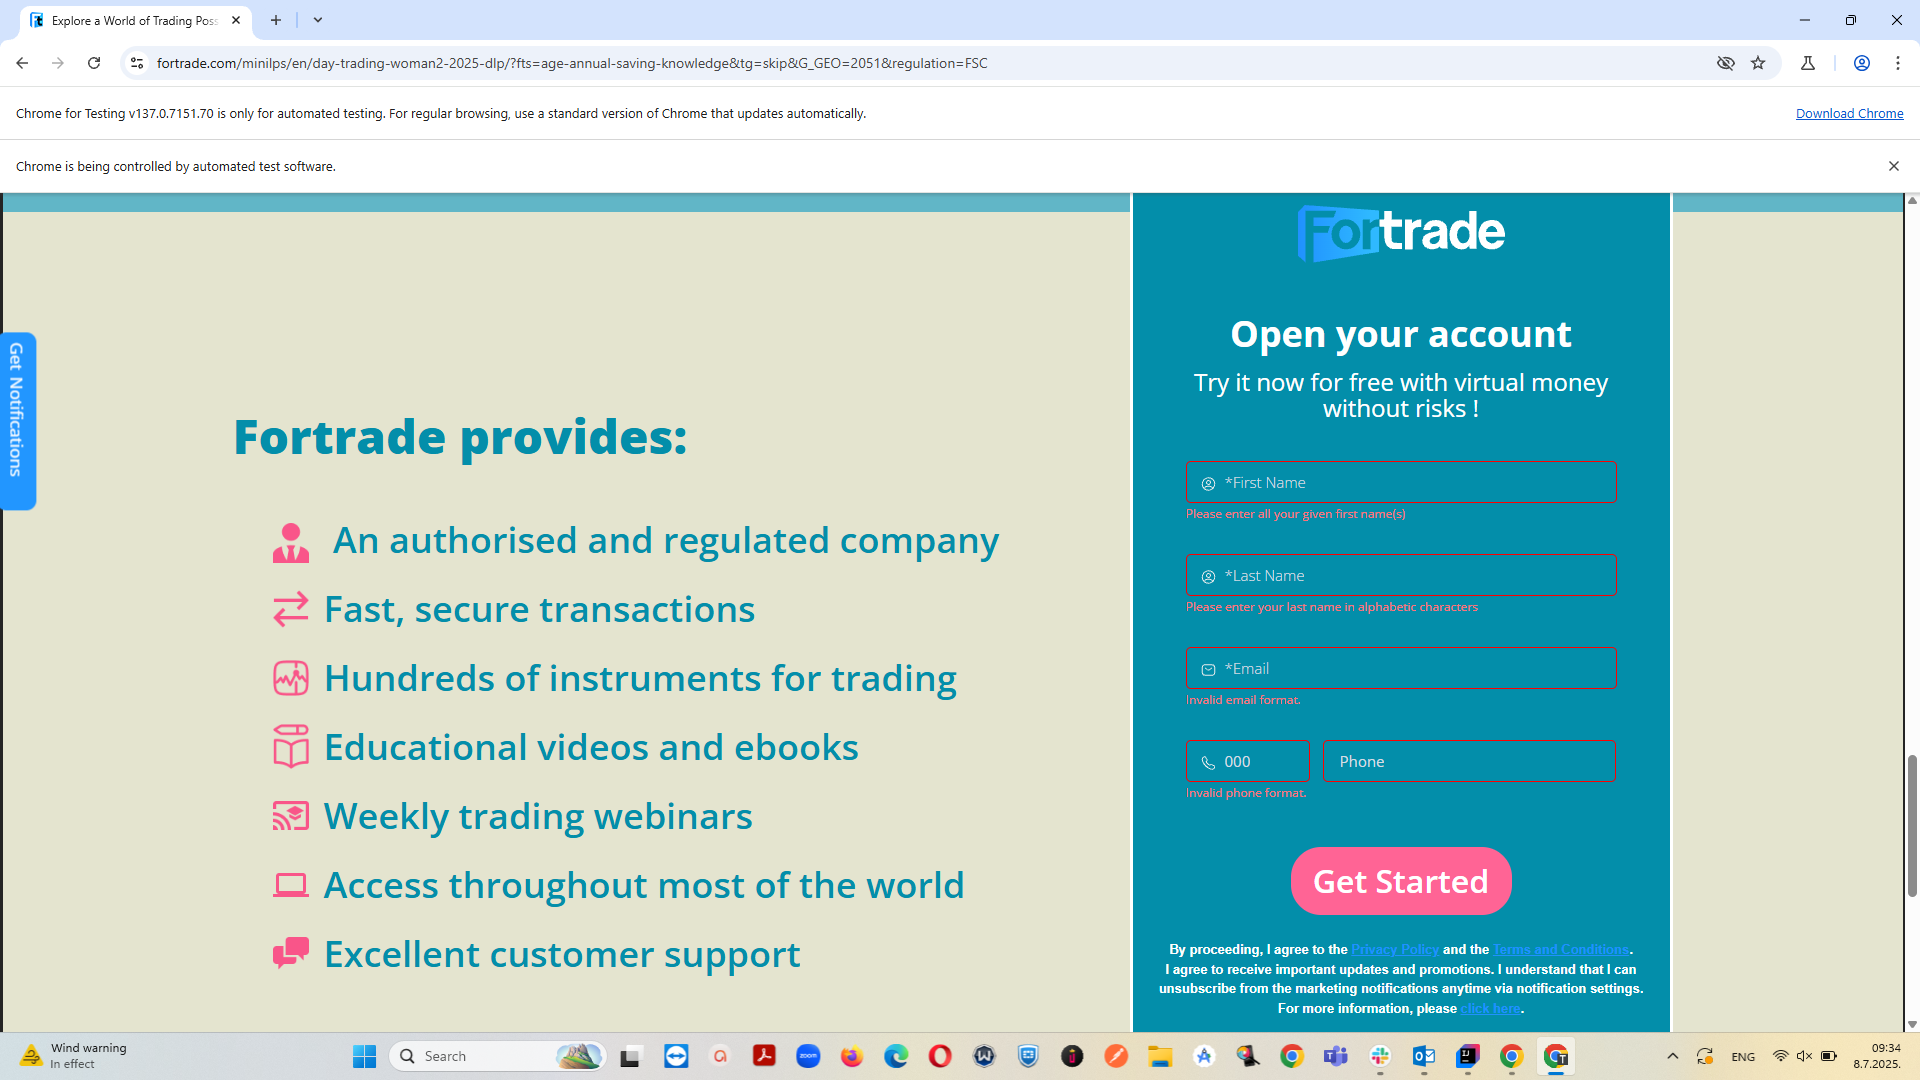 Explore a World of Trading Poss
fortrade.com/minilps/en/day-trading-woman2-2025-dlp/?fts=age-annual-saving-knowledge&tg=skip&G_GEO=2051&regulation=FSC
Chrome for Testing v137.0.7151.70 is only for automated testing. For regular browsing, use a standard version of Chrome that updates automatically.
Download Chrome
Chrome is being controlled by automated test software.
Get Notifications
Fortrade provides:
An authorised and regulated company
Fast, secure transactions
Hundreds of instruments for trading
Educational videos and ebooks
Weekly trading webinars
Access throughout most of the world
Excellent customer support
Fortrade
Open your account
Try it now for free with virtual money
without risks !
*First Name
Please enter all your given first name(s)
*Last Name
Please enter your last name in alphabetic characters
*Email
Invalid email format.
000
Phone
Invalid phone format.
Get Started
By proceeding, I agree to the Privacy Policy and the Terms and Conditions.
I agree to receive important updates and promotions. I understand that I can
unsubscribe from the marketing notifications anytime via notification settings.
For more information, please click here.
Wind warning
In effect
Search
zoom
ENG
09:34
8.7.2025.